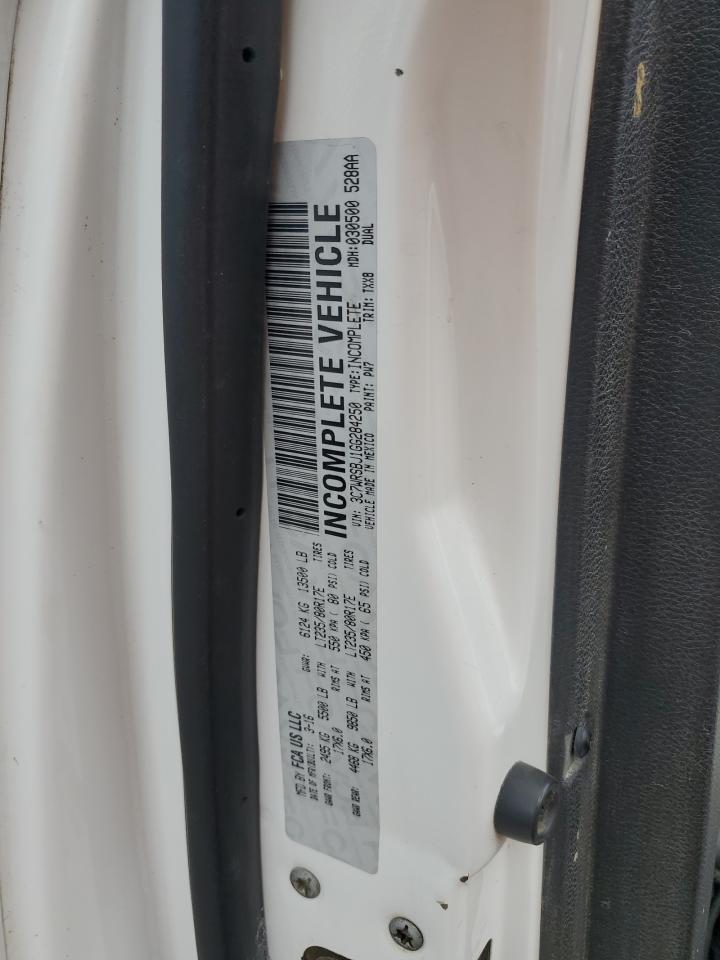 MFD BY FCA US LLC
DATE OF MFR(BUILT): 3-16 GVWR: 6124 KG 13500 LB
GAWR FRONT: 2495 KG 5500 LB WITH LT235/80R17E TIRES
17X6.0 RIMS AT 550 KPA ( 80 PSI) COLD
GAWR REAR: 4468 KG 9850 LB WITH LT235/80R17E TIRES
17X6.0 RIMS AT 450 KPA ( 65 PSI) COLD
INCOMPLETE VEHICLE
VIN: 3C7WRSBJ1GG284250 TYPE:INCOMPLETE MDH:030500 528AA
VEHICLE MADE IN MEXICO PAINT: PW7 TRIM: TXX8 DUAL